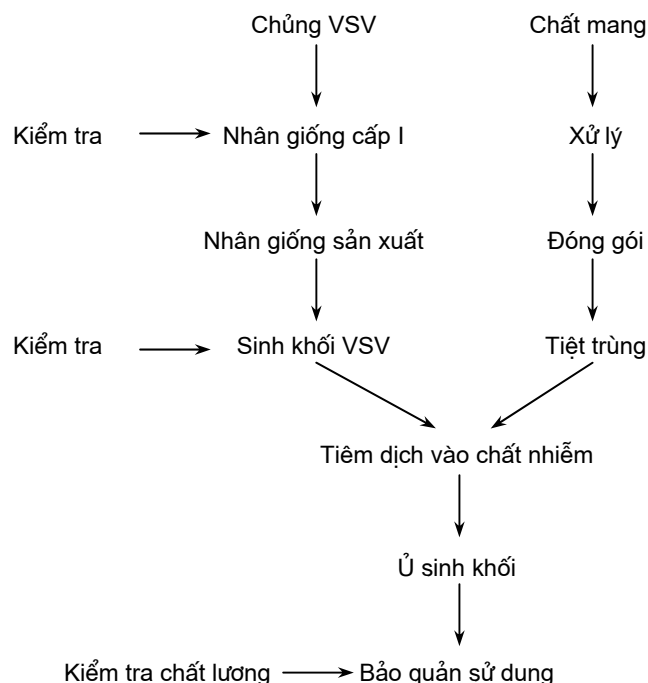 Chủng VSV Chất mang
Kiểm tra Nhân giống cấp I Xử lý
Nhân giống sản xuất Đóng gói
Kiểm tra Sinh khối VSV Tiệt trùng
Tiêm dịch vào chất nhiễm
Ủ sinh khối
Kiểm tra chất lương Bảo quản sử dung